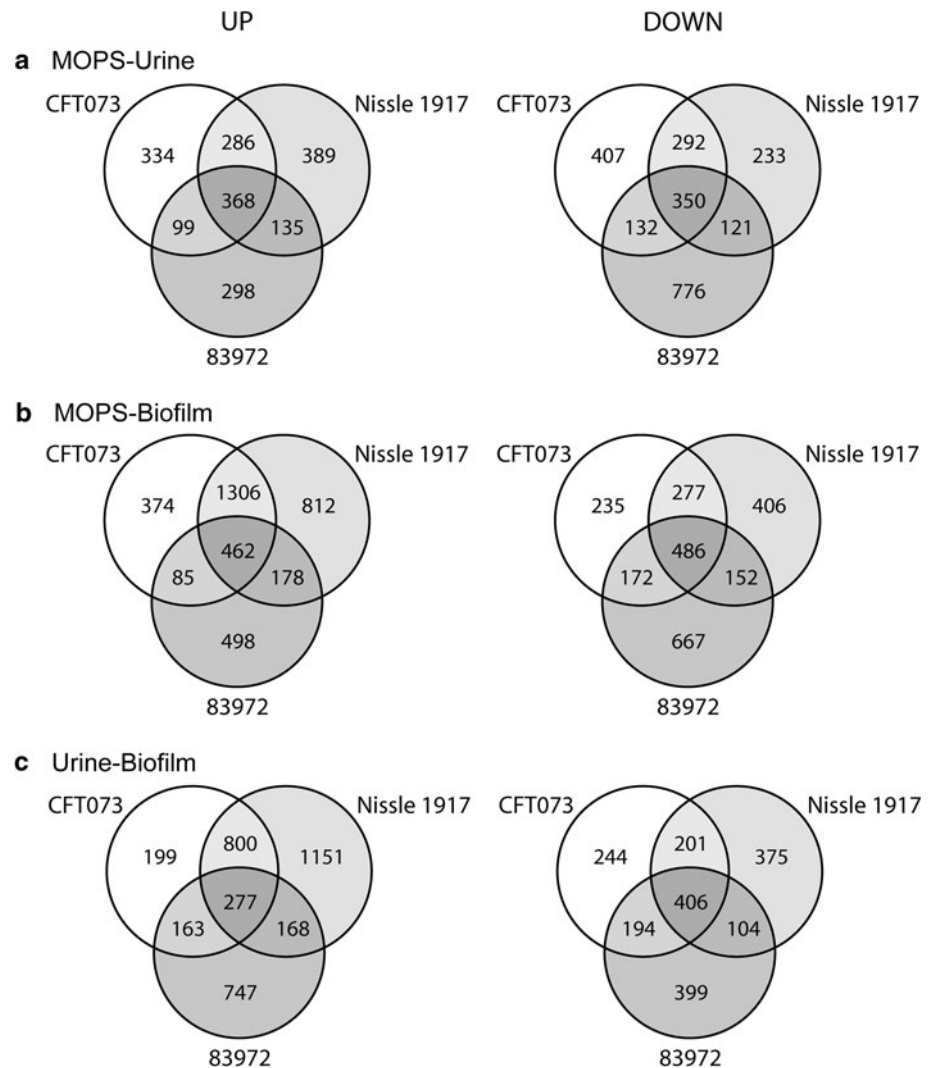 UP
DOWN
a MOPS-Urine
CFT073
Nissle 1917
334
286
389
368
99
135
298
83972
CFT073
Nissle 1917
407
292
233
350
132
121
776
83972
b MOPS-Biofilm
CFT073
Nissle 1917
374
1306
812
462
85
178
498
83972
CFT073
Nissle 1917
235
277
406
486
172
152
667
83972
c Urine-Biofilm
CFT073
Nissle 1917
199
800
1151
277
163
168
747
83972
CFT073
Nissle 1917
244
201
375
406
194
104
399
83972